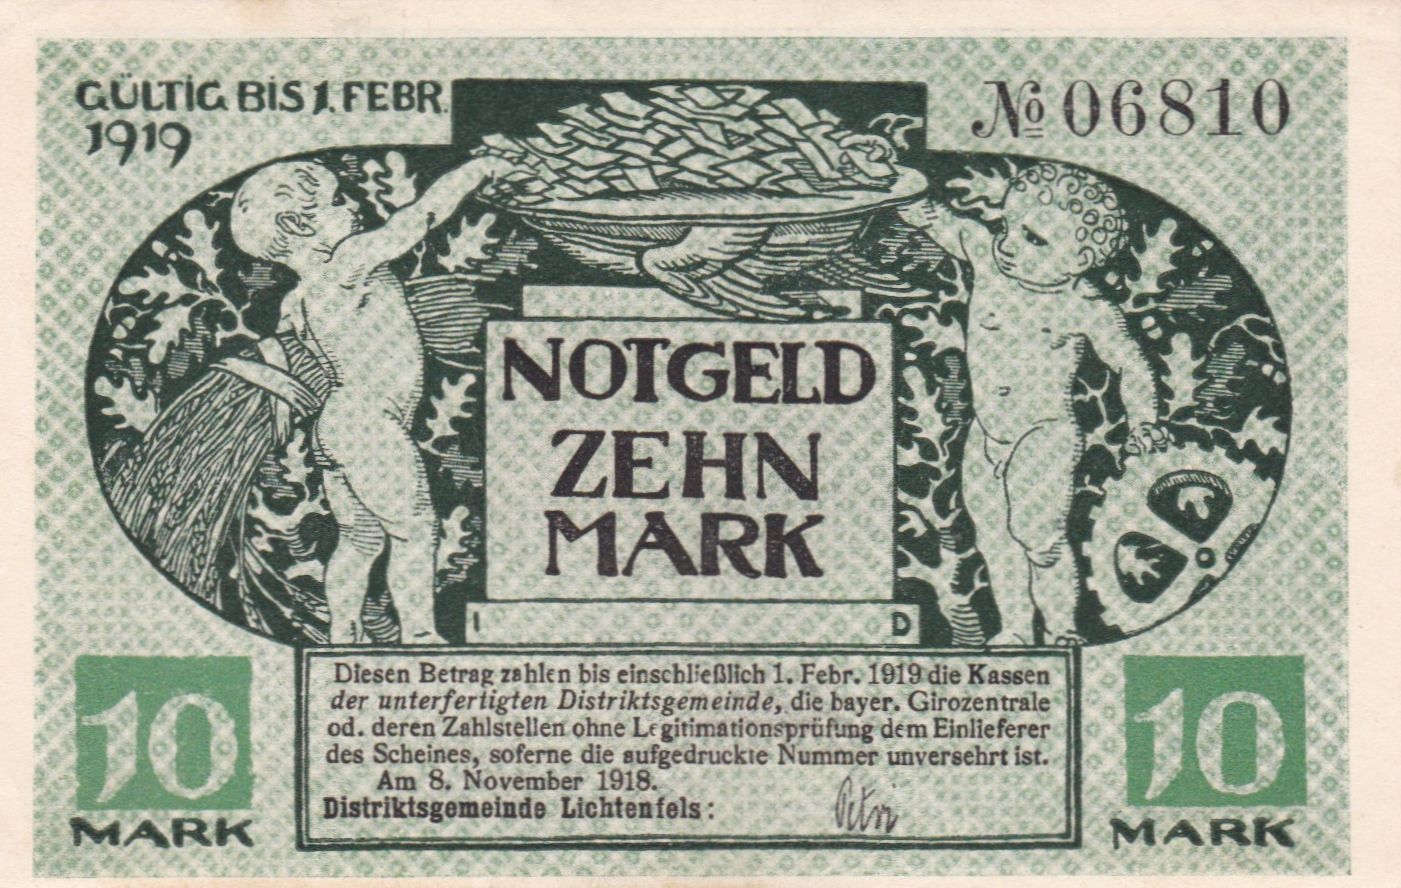 GÜLTIG BIS 1. FEBR.
1919
№ 06810
NOTGELD
ZEHN
MARK
I D
Diesen Betrag zahlen bis einschließlich 1. Febr. 1919 die Kassen
der unterfertigten Distriktsgemeinde, die bayer. Girozentrale
od. deren Zahlstellen ohne Legitimationsprüfung dem Einlieferer
des Scheines, soferne die aufgedruckte Nummer unversehrt ist.
Am 8. November 1918.
Distriktsgemeinde Lichtenfels:
Petri
10
MARK
10
MARK